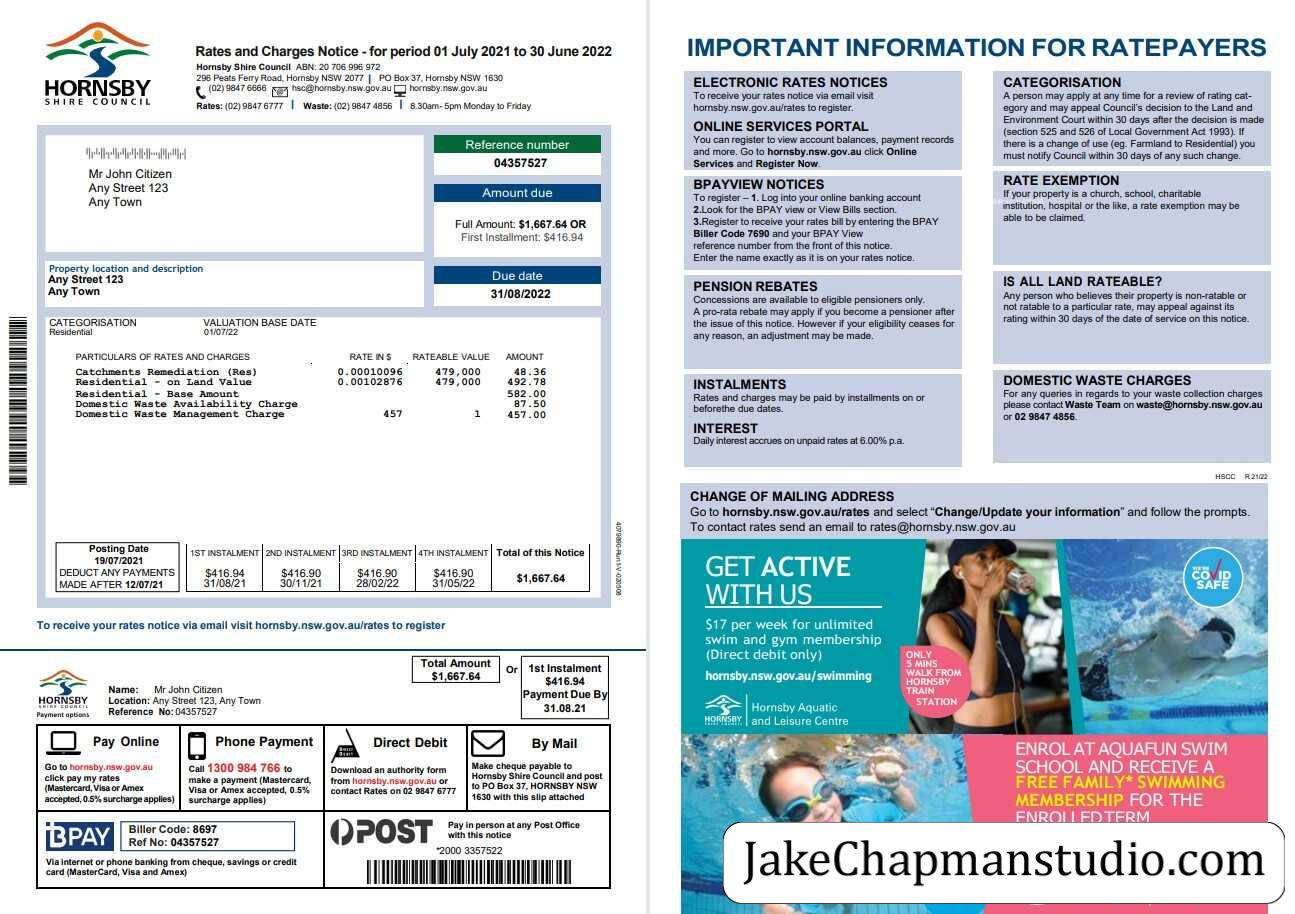 HORNSBY
SHIRE COUNCIL
Rates and Charges Notice - for period 01 July 2021 to 30 June 2022
Hornsby Shire Council ABN: 20 706 996 972
296 Peats Ferry Road, Hornsby NSW 2077 | PO Box 37, Hornsby NSW 1630
(02) 9847 6666 hsc@hornsby.nsw.gov.au hornsby.nsw.gov.au
Rates: (02) 9847 6777 | Waste: (02) 9847 4856 | 8.30am- 5pm Monday to Friday
Mr John Citizen
Any Street 123
Any Town
Reference number
04357527
Amount due
Full Amount: $1,667.64 OR
First Installment: $416.94
Property location and description
Any Street 123
Any Town
Due date
31/08/2022
CATEGORISATION VALUATION BASE DATE
Residential 01/07/22
PARTICULARS OF RATES AND CHARGES RATE IN $ RATEABLE VALUE AMOUNT
Catchments Remediation (Res) 0.00010096 479,000 48.36
Residential - on Land Value 0.00102876 479,000 492.78
Residential - Base Amount 582.00
Domestic Waste Availability Charge 87.50
Domestic Waste Management Charge 457 1 457.00
Posting Date
19/07/2021
DEDUCT ANY PAYMENTS
MADE AFTER 12/07/21
1ST INSTALMENT 2ND INSTALMENT 3RD INSTALMENT 4TH INSTALMENT Total of this Notice
$416.94 $416.90 $416.90 $416.90 $1,667.64
31/08/21 30/11/21 28/02/22 31/05/22
To receive your rates notice via email visit hornsby.nsw.gov.au/rates to register
HORNSBY
SHIRE COUNCIL
Payment options
Name: Mr John Citizen
Location: Any Street 123, Any Town
Reference No: 04357527
Total Amount
$1,667.64
Or
1st Instalment
$416.94
Payment Due By
31.08.21
Pay Online
Go to hornsby.nsw.gov.au
click pay my rates
(Mastercard,Visa or Amex
accepted, 0.5% surcharge applies)
Phone Payment
Call 1300 984 766 to
make a payment (Mastercard,
Visa or Amex accepted, 0.5%
surcharge applies)
Direct Debit
Download an authority form
from hornsby.nsw.gov.au or
contact Rates on 02 9847 6777
By Mail
Make cheque payable to
Hornsby Shire Council and post
to PO Box 37, HORNSBY NSW
1630 with this slip attached
BPAY
Biller Code: 8697
Ref No: 04357527
Via internet or phone banking from cheque, savings or credit
card (MasterCard, Visa and Amex)
POST
Pay in person at any Post Office
with this notice
*2000 3357522
IMPORTANT INFORMATION FOR RATEPAYERS
ELECTRONIC RATES NOTICES
To receive your rates notice via email visit
hornsby.nsw.gov.au/rates to register.
ONLINE SERVICES PORTAL
You can register to view account balances, payment records
and more. Go to hornsby.nsw.gov.au click Online
Services and Register Now.
BPAYVIEW NOTICES
To register – 1. Log into your online banking account
2.Look for the BPAY view or View Bills section.
3.Register to receive your rates bill by entering the BPAY
Biller Code 7690 and your BPAY View
reference number from the front of this notice.
Enter the name exactly as it is on your rates notice.
PENSION REBATES
Concessions are available to eligible pensioners only.
A pro-rata rebate may apply if you become a pensioner after
the issue of this notice. However if your eligibility ceases for
any reason, an adjustment may be made.
INSTALMENTS
Rates and charges may be paid by installments on or
beforethe due dates.
INTEREST
Daily interest accrues on unpaid rates at 6.00% p.a.
CATEGORISATION
A person may apply at any time for a review of rating cat-
egory and may appeal Council's decision to the Land and
Environment Court within 30 days after the decision is made
(section 525 and 526 of Local Government Act 1993). If
there is a change of use (eg. Farmland to Residential) you
must notify Council within 30 days of any such change.
RATE EXEMPTION
If your property is a church, school, charitable
institution, hospital or the like, a rate exemption may be
able to be claimed.
IS ALL LAND RATEABLE?
Any person who believes their property is non-ratable or
not ratable to a particular rate, may appeal against its
rating within 30 days of the date of service on this notice.
DOMESTIC WASTE CHARGES
For any queries in regards to your waste collection charges
please contact Waste Team on waste@hornsby.nsw.gov.au
or 02 9847 4856.
HSCC R.21/22
CHANGE OF MAILING ADDRESS
Go to hornsby.nsw.gov.au/rates and select “Change/Update your information” and follow the prompts.
To contact rates send an email to rates@hornsby.nsw.gov.au
GET ACTIVE
WITH US
$17 per week for unlimited
swim and gym membership
(Direct debit only)
hornsby.nsw.gov.au/swimming
HORNSBY
SHIRE COUNCIL
Hornsby Aquatic
and Leisure Centre
ONLY
5 MINS
WALK FROM
HORNSBY
TRAIN
STATION
COVID
SAFE
ENROL AT AQUAFUN SWIM
SCHOOL AND RECEIVE A
FREE FAMILY* SWIMMING
MEMBERSHIP FOR THE
ENROLLED TERM
JakeChapmanstudio.com